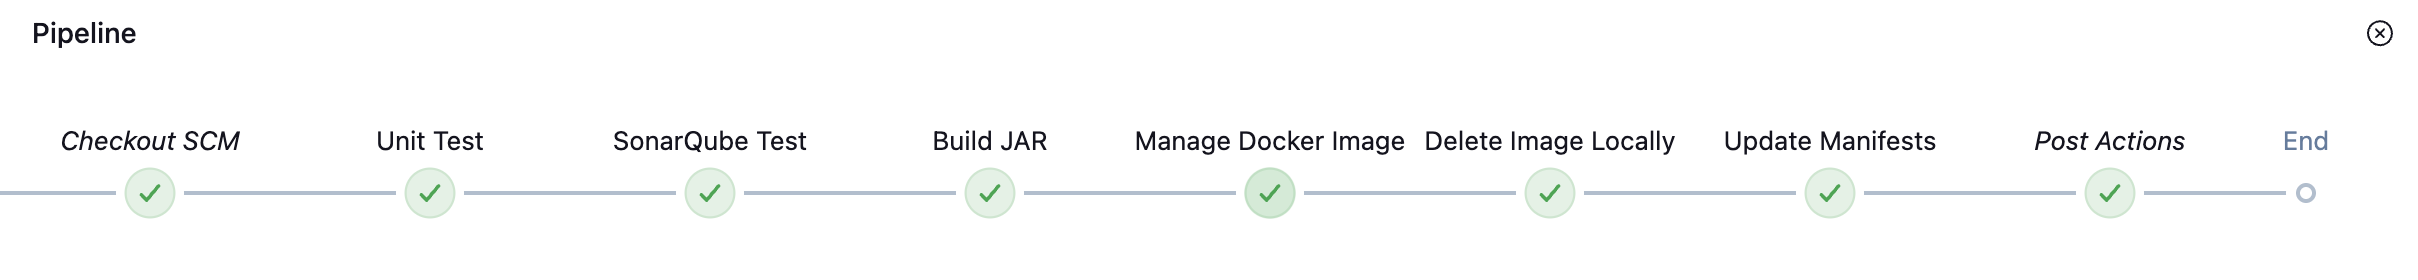 Pipeline
Checkout SCM
Unit Test
SonarQube Test
Build JAR
Manage Docker Image
Delete Image Locally
Update Manifests
Post Actions
End